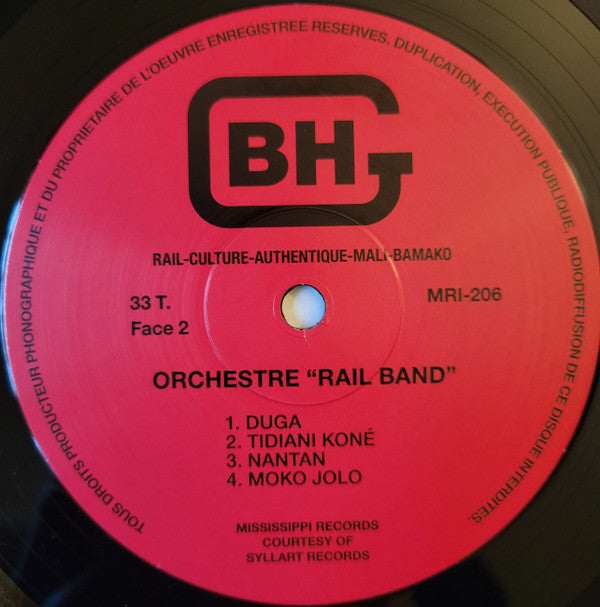 TOUS DROITS PRODUCTEUR PHONOGRAPHIQUE ET DU PROPRIETAIRE DE L'OEUVRE ENREGISTREE RESERVES, DUPLICATION, EXECUTION PUBLIQUE, RADIODIFFUSION DE CE DISQUE INTERDITES.
G
BH
RAIL-CULTURE-AUTHENTIQUE-MALI-BAMAKO
33 T.
MRI-206
Face 2
ORCHESTRE “RAIL BAND”
1. DUGA
2. TIDIANI KONÉ
3. NANTAN
4. MOKO JOLO
MISSISSIPPI RECORDS
COURTESY OF
SYLLART RECORDS